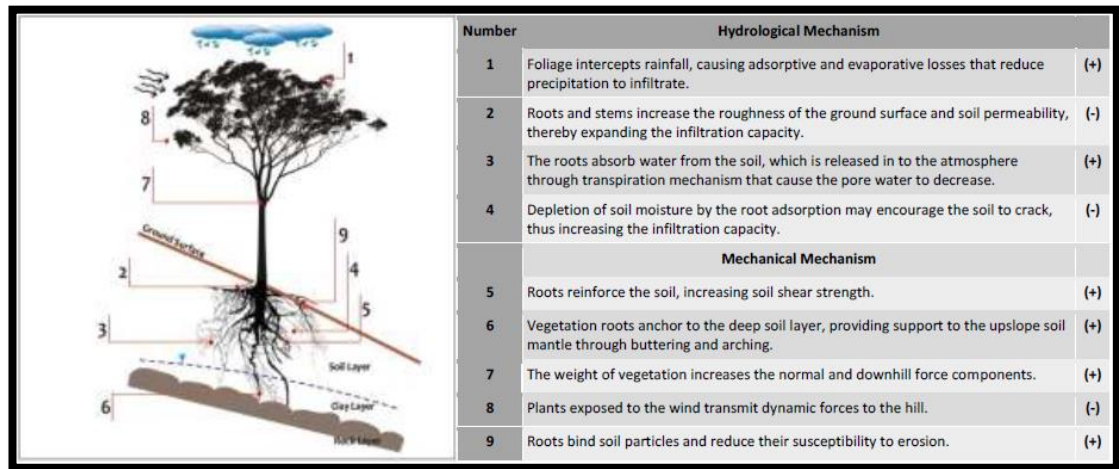 1
8
7
Ground Surface
9
4
2
5
3
Soil Layer
Clay Layer
6
Rock Layer
Number Hydrological Mechanism
1 Foliage intercepts rainfall, causing adsorptive and evaporative losses that reduce (+)
precipitation to infiltrate.
2 Roots and stems increase the roughness of the ground surface and soil permeability, (-)
thereby expanding the infiltration capacity.
3 The roots absorb water from the soil, which is released in to the atmosphere (+)
through transpiration mechanism that cause the pore water to decrease.
4 Depletion of soil moisture by the root adsorption may encourage the soil to crack, (-)
thus increasing the infiltration capacity.
Mechanical Mechanism
5 Roots reinforce the soil, increasing soil shear strength. (+)
6 Vegetation roots anchor to the deep soil layer, providing support to the upslope soil (+)
mantle through buttering and arching.
7 The weight of vegetation increases the normal and downhill force components. (+)
8 Plants exposed to the wind transmit dynamic forces to the hill. (-)
9 Roots bind soil particles and reduce their susceptibility to erosion. (+)